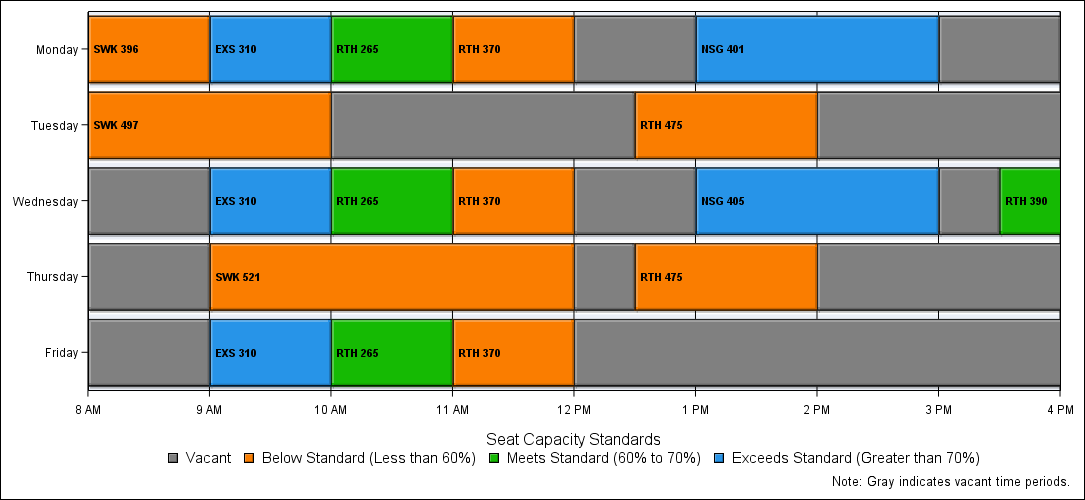 Monday SWK 396 EXS 310 RTH 265 RTH 370 NSG 401
Tuesday SWK 497 RTH 475
Wednesday EXS 310 RTH 265 RTH 370 NSG 405 RTH 390
Thursday SWK 521 RTH 475
Friday EXS 310 RTH 265 RTH 370
8 AM 9 AM 10 AM 11 AM 12 PM 1 PM 2 PM 3 PM 4 PM
Seat Capacity Standards
Vacant Below Standard (Less than 60%) Meets Standard (60% to 70%) Exceeds Standard (Greater than 70%)
Note: Gray indicates vacant time periods.